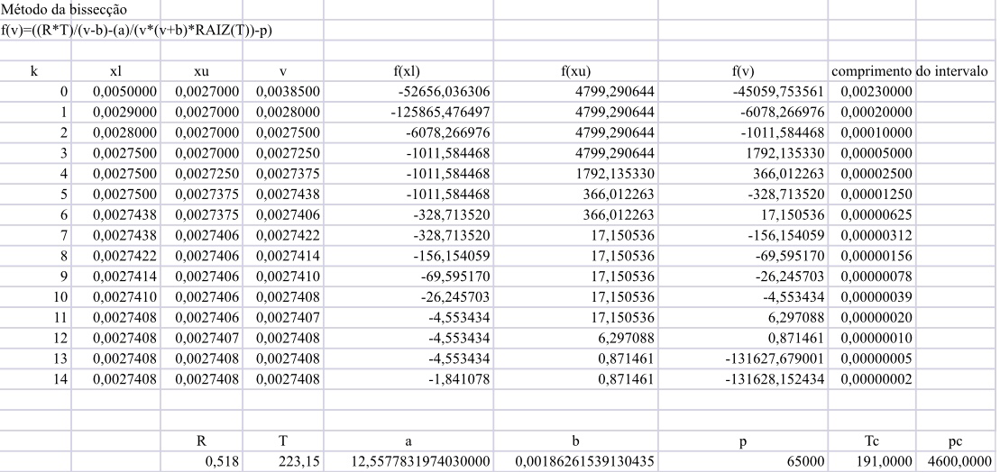 Método da bissecção
f(v)=((R*T)/(v-b)-(a)/(v*(v+b)*RAIZ(T))-p)
k xl xu v f(xl) f(xu) f(v) comprimento do intervalo
0 0,0050000 0,0027000 0,0038500 -52656,036306 4799,290644 -45059,753561 0,00230000
1 0,0029000 0,0027000 0,0028000 -125865,476497 4799,290644 -6078,266976 0,00020000
2 0,0028000 0,0027000 0,0027500 -6078,266976 4799,290644 -1011,584468 0,00010000
3 0,0027500 0,0027000 0,0027250 -1011,584468 4799,290644 1792,135330 0,00005000
4 0,0027500 0,0027250 0,0027375 -1011,584468 1792,135330 366,012263 0,00002500
5 0,0027500 0,0027375 0,0027438 -1011,584468 366,012263 -328,713520 0,00001250
6 0,0027438 0,0027375 0,0027406 -328,713520 366,012263 17,150536 0,00000625
7 0,0027438 0,0027406 0,0027422 -328,713520 17,150536 -156,154059 0,00000312
8 0,0027422 0,0027406 0,0027414 -156,154059 17,150536 -69,595170 0,00000156
9 0,0027414 0,0027406 0,0027410 -69,595170 17,150536 -26,245703 0,00000078
10 0,0027410 0,0027406 0,0027408 -26,245703 17,150536 -4,553434 0,00000039
11 0,0027408 0,0027406 0,0027407 -4,553434 17,150536 6,297088 0,00000020
12 0,0027408 0,0027407 0,0027408 -4,553434 6,297088 0,871461 0,00000010
13 0,0027408 0,0027408 0,0027408 -4,553434 0,871461 -131627,679001 0,00000005
14 0,0027408 0,0027408 0,0027408 -1,841078 0,871461 -131628,152434 0,00000002
R T a b p Tc pc
0,518 223,15 12,5577831974030000 0,00186261539130435 65000 191,0000 4600,0000